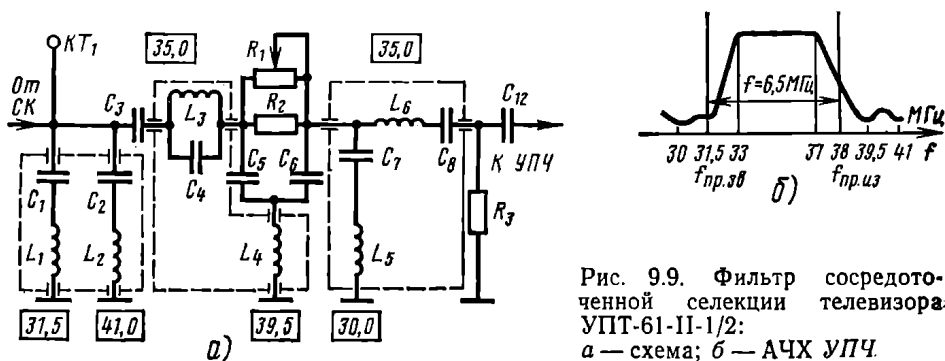 КТ₁
35,0
R₁
35,0
От
СК
C₃
L₃
R₂
L₆
C₁₂
C₄
C₅
C₆
C₇
C₈
К УПЧ
C₁
C₂
R₃
L₁
L₂
L₄
L₅
31,5
41,0
39,5
30,0
а)
f=6,5МГц
МГц
30
31,5
33
37
38
39,5
41
f
fпр.зв
fпр.из
б)
Рис. 9.9. Фильтр сосредото-
ченной селекции телевизора
УПТ-61-II-1/2:
а — схема; б — АЧХ УПЧ.